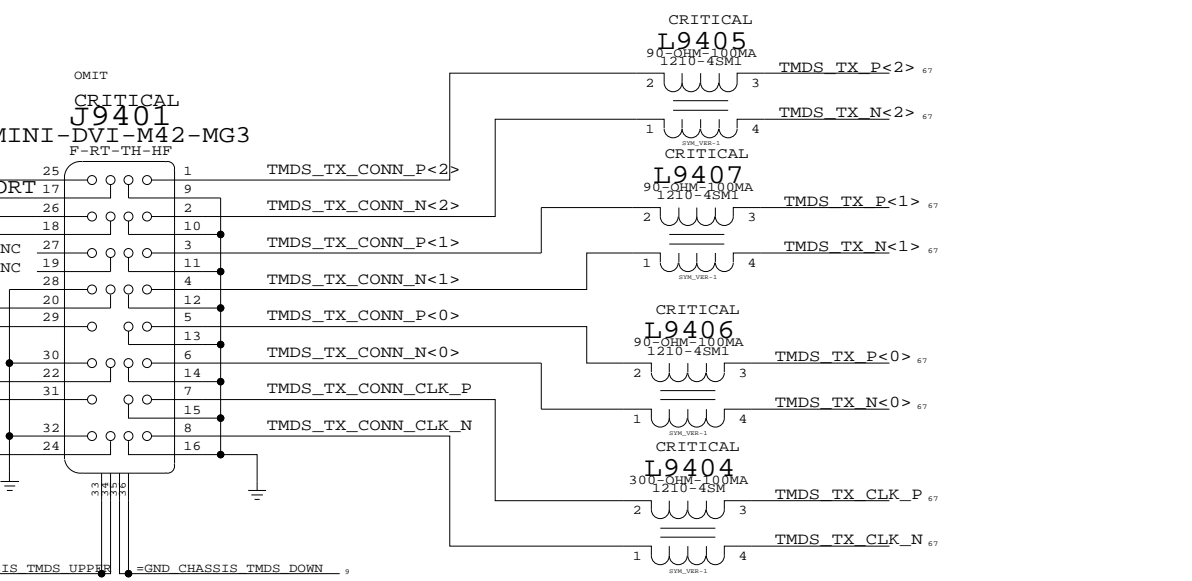 CRITICAL
L9405
90-OHM-100MA
1210-4SM1
2 3 TMDS_TX_P<2> 67
1 4 TMDS_TX_N<2> 67
SYM_VER-1
OMIT
CRITICAL
J9401
MINI-DVI-M42-MG3
F-RT-TH-HF
CRITICAL
L9407
90-OHM-100MA
1210-4SM1
2 3 TMDS_TX_P<1> 67
1 4 TMDS_TX_N<1> 67
SYM_VER-1
25 1 TMDS_TX_CONN_P<2>
17 9
26 2 TMDS_TX_CONN_N<2>
18 10
NC 27 3 TMDS_TX_CONN_P<1>
NC 19 11
28 4 TMDS_TX_CONN_N<1>
20 12
29 5 TMDS_TX_CONN_P<0>
13
30 6 TMDS_TX_CONN_N<0>
22 14
31 7 TMDS_TX_CONN_CLK_P
15
32 8 TMDS_TX_CONN_CLK_N
24 16
CRITICAL
L9406
90-OHM-100MA
1210-4SM1
2 3 TMDS_TX_P<0> 67
1 4 TMDS_TX_N<0> 67
SYM_VER-1
CRITICAL
L9404
300-OHM-100MA
1210-4SM
2 3 TMDS_TX_CLK_P 67
1 4 TMDS_TX_CLK_N 67
SYM_VER-1
33
34
35
36
IS_TMDS_UPPER
=GND_CHASSIS_TMDS_DOWN 9